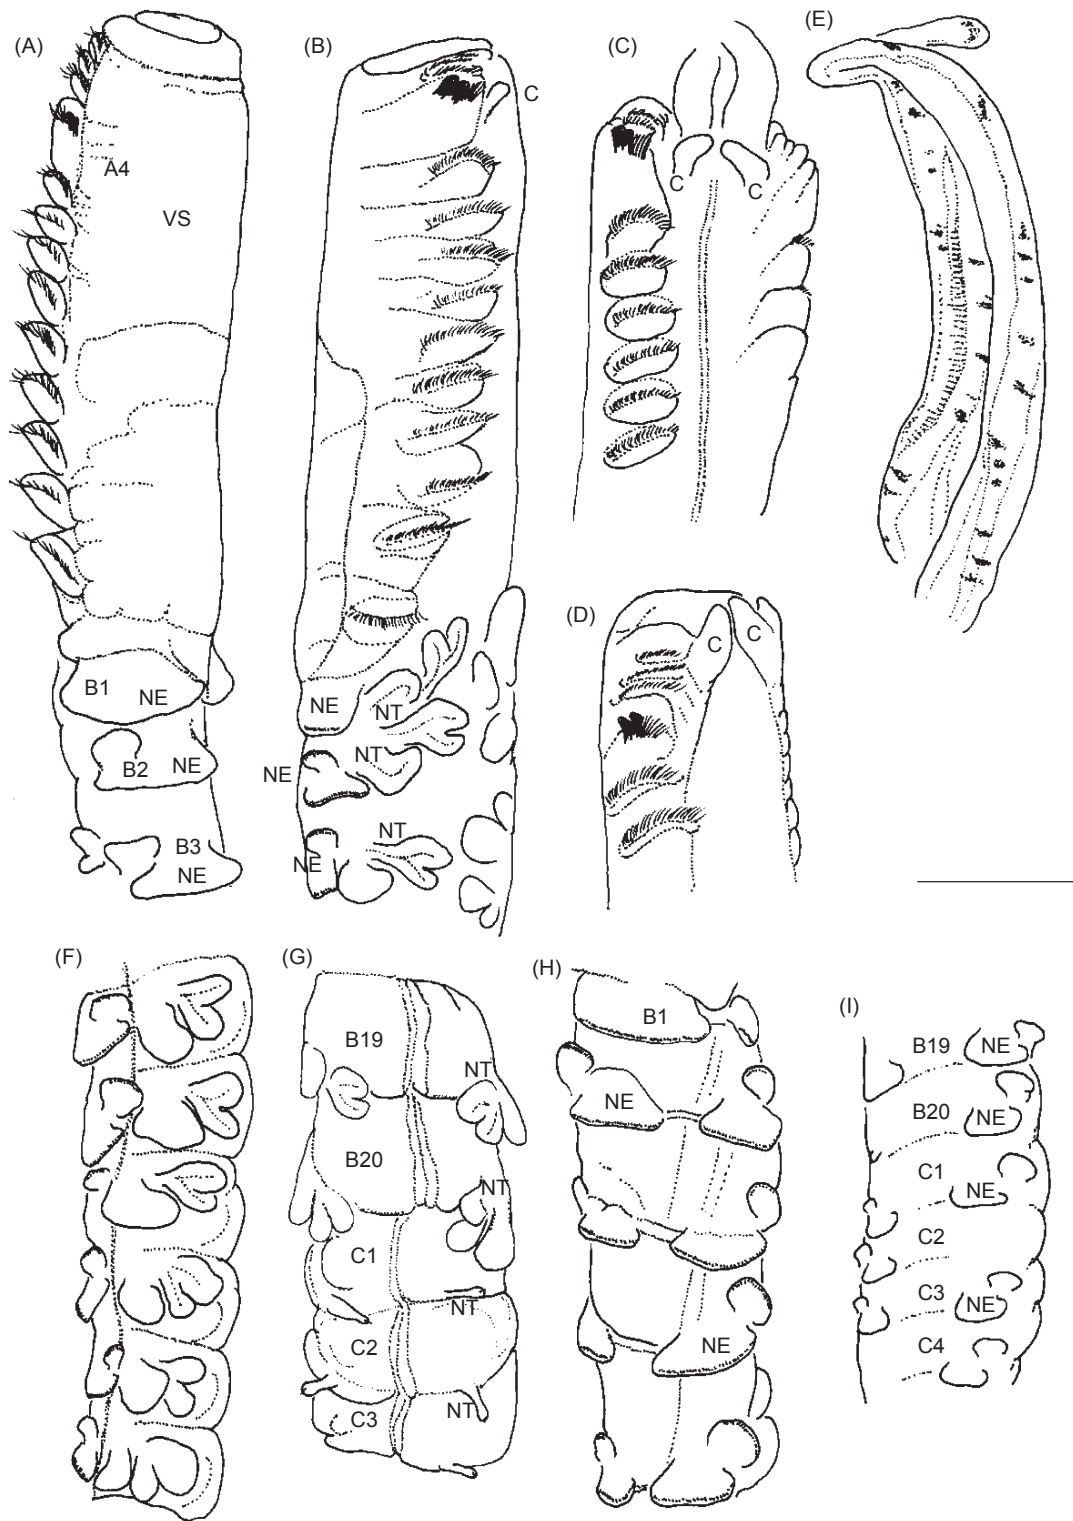 (A)
(B)
(C)
(E)
C
A4
VS
C C
(D)
C C
B1
NE
NE
NT
B2 NE
NE
NT
B3
NE
NT
NE
(F)
(G)
(H)
(I)
B1
B19
B19 NE
NT
NE
B20 NE
B20
NT
C1 NE
C1
C2
NT
C3 NE
C2
NE
C4
C3
NT